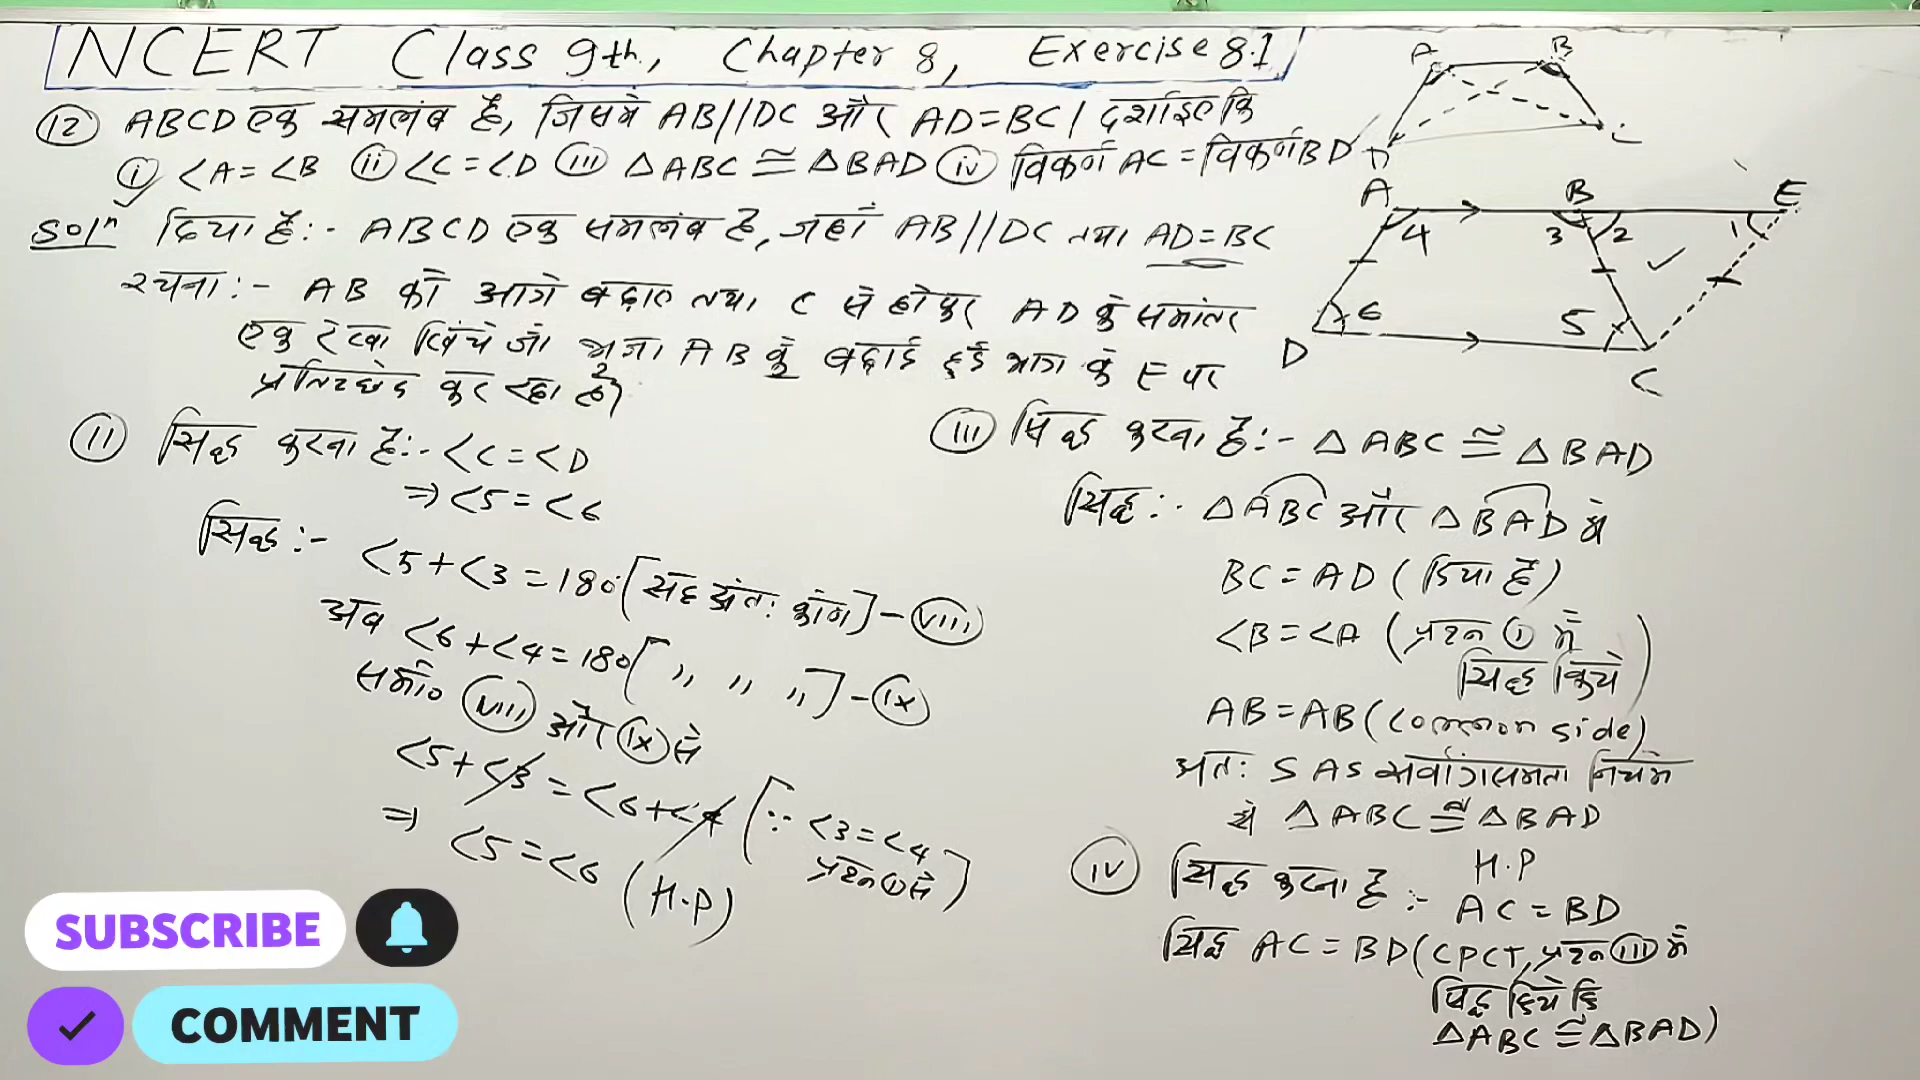 NCERT Class 9th, Chapter 8, Exercise 8.1
(12) ABCD एक समलंब है, जिसमे AB//DC और AD=BC। दर्शाइए कि
(i) <A=<B (ii) <C=<D (iii) △ABC ≅ △BAD (iv) विकर्ण AC=विकर्ण BD
A B
D C
Solⁿ दिया है:- ABCD एक समलंब है, जहाँ AB//DC तथा AD=BC
रचना:- AB को आगे बढ़ाए तथा C से होकर AD के समांतर
एक रेखा खिंचे जो भुजा AB के बढ़ाई हुई भाग के E पर
प्रतिच्छेद कर रहा है।
A B E
4 3 2 1
6 5
D C
(ii) सिद्ध करना है:- <C=<D
⇒ <5=<6
सिद्ध:- <5+<3=180 [सह अंत: कोण] - (viii)
अब <6+<4=180 [,, ,, ,,] - (ix)
समी० (viii) और (ix) से
<5+<3=<6+<4 [∵ <3=<4
प्रश्न (i) से]
⇒ <5=<6 (H.P)
(iii) सिद्ध करना है:- △ABC ≅ △BAD
सिद्ध:- △ABC और △BAD में
BC=AD (दिया है)
<B=<A (प्रश्न (i) में
सिद्ध किये)
AB=AB (common side)
अत: SAS सर्वांगसमता नियम
से △ABC ≅ △BAD
H.P
(iv) सिद्ध करना है:- AC=BD
सिद्ध AC=BD (CPCT, प्रश्न (iii) में
सिद्ध किये कि
△ABC ≅ △BAD)
SUBSCRIBE
COMMENT